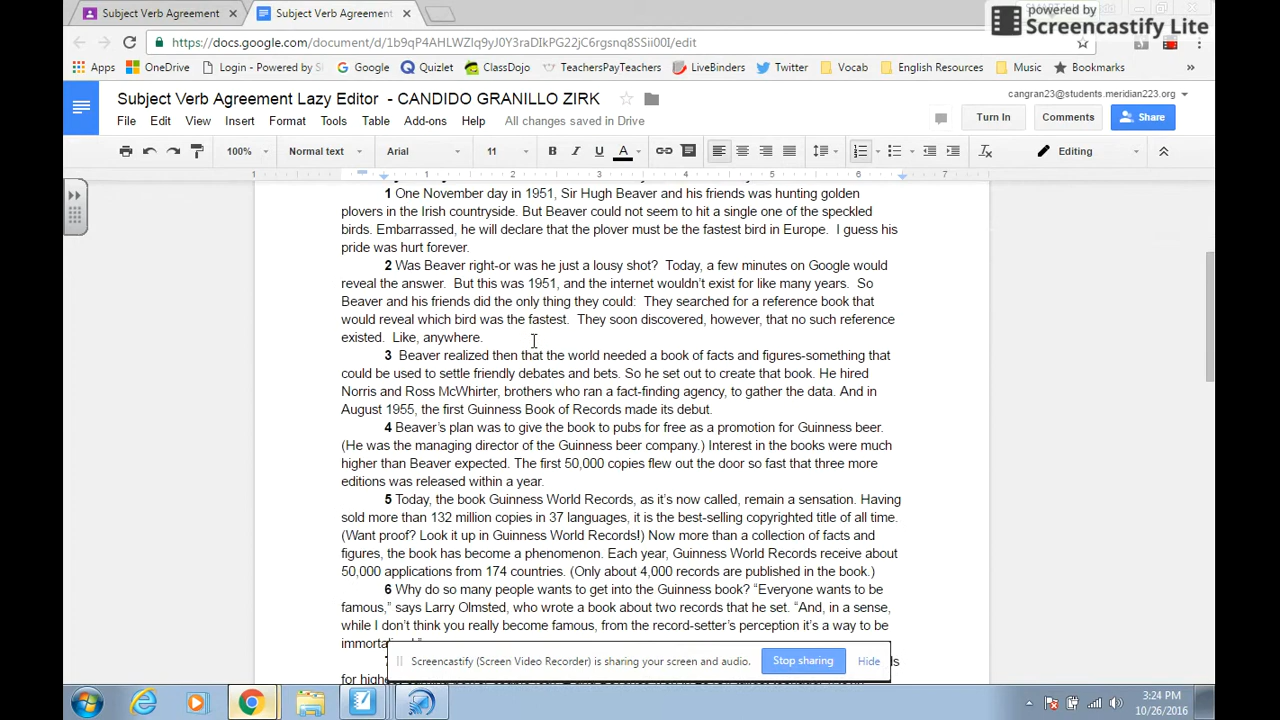 Subject Verb Agreement
Subject Verb Agreement
powered by
Screencastify Lite
https://docs.google.com/document/d/1b9qP4AHLWZIq9yJ0Y3raDIkPG22jC6rgsnq8SSii00I/edit
Apps OneDrive Login - Powered by Google Quizlet ClassDojo TeachersPayTeachers LiveBinders Twitter Vocab English Resources Music Bookmarks
Subject Verb Agreement Lazy Editor - CANDIDO GRANILLO ZIRK
cangran23@students.meridian223.org
File Edit View Insert Format Tools Table Add-ons Help All changes saved in Drive
Turn In Comments Share
100% Normal text Arial 11 Editing
1 1 2 3 4 5 6 7
1 One November day in 1951, Sir Hugh Beaver and his friends was hunting golden
plovers in the Irish countryside. But Beaver could not seem to hit a single one of the speckled
birds. Embarrassed, he will declare that the plover must be the fastest bird in Europe. I guess his
pride was hurt forever.
2 Was Beaver right-or was he just a lousy shot? Today, a few minutes on Google would
reveal the answer. But this was 1951, and the internet wouldn't exist for like many years. So
Beaver and his friends did the only thing they could: They searched for a reference book that
would reveal which bird was the fastest. They soon discovered, however, that no such reference
existed. Like, anywhere.
3 Beaver realized then that the world needed a book of facts and figures-something that
could be used to settle friendly debates and bets. So he set out to create that book. He hired
Norris and Ross McWhirter, brothers who ran a fact-finding agency, to gather the data. And in
August 1955, the first Guinness Book of Records made its debut.
4 Beaver's plan was to give the book to pubs for free as a promotion for Guinness beer.
(He was the managing director of the Guinness beer company.) Interest in the books were much
higher than Beaver expected. The first 50,000 copies flew out the door so fast that three more
editions was released within a year.
5 Today, the book Guinness World Records, as it's now called, remain a sensation. Having
sold more than 132 million copies in 37 languages, it is the best-selling copyrighted title of all time.
(Want proof? Look it up in Guinness World Records!) Now more than a collection of facts and
figures, the book has become a phenomenon. Each year, Guinness World Records receive about
50,000 applications from 174 countries. (Only about 4,000 records are published in the book.)
6 Why do so many people wants to get into the Guinness book? “Everyone wants to be
famous,” says Larry Olmsted, who wrote a book about two records that he set. “And, in a sense,
while I don't think you really become famous, from the record-setter's perception it's a way to be
Screencastify (Screen Video Recorder) is sharing your screen and audio. Stop sharing Hide
3:24 PM
10/26/2016